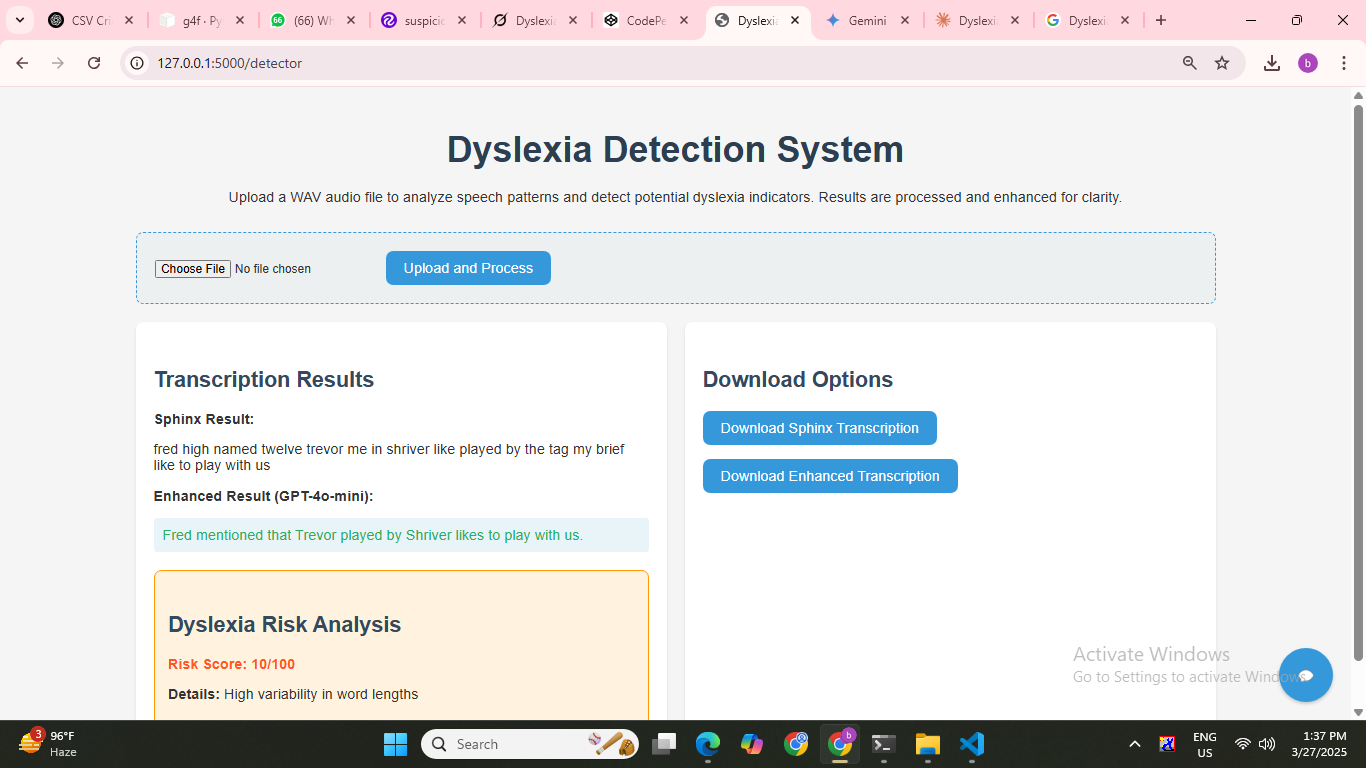 CSV Cri
g4f · Py
(66) Wh
suspicio
Dyslexi
CodePe
Dyslexia
Gemini
Dyslexi
Dyslexi
127.0.0.1:5000/detector
b
Dyslexia Detection System
Upload a WAV audio file to analyze speech patterns and detect potential dyslexia indicators. Results are processed and enhanced for clarity.
Choose File No file chosen
Upload and Process
Transcription Results
Sphinx Result:
fred high named twelve trevor me in shriver like played by the tag my brief
like to play with us
Enhanced Result (GPT-4o-mini):
Fred mentioned that Trevor played by Shriver likes to play with us.
Dyslexia Risk Analysis
Risk Score: 10/100
Details: High variability in word lengths
Download Options
Download Sphinx Transcription
Download Enhanced Transcription
Activate Windows
Go to Settings to activate Windows.
3
96°F
Haze
Search
b
ENG
US
1:37 PM
3/27/2025